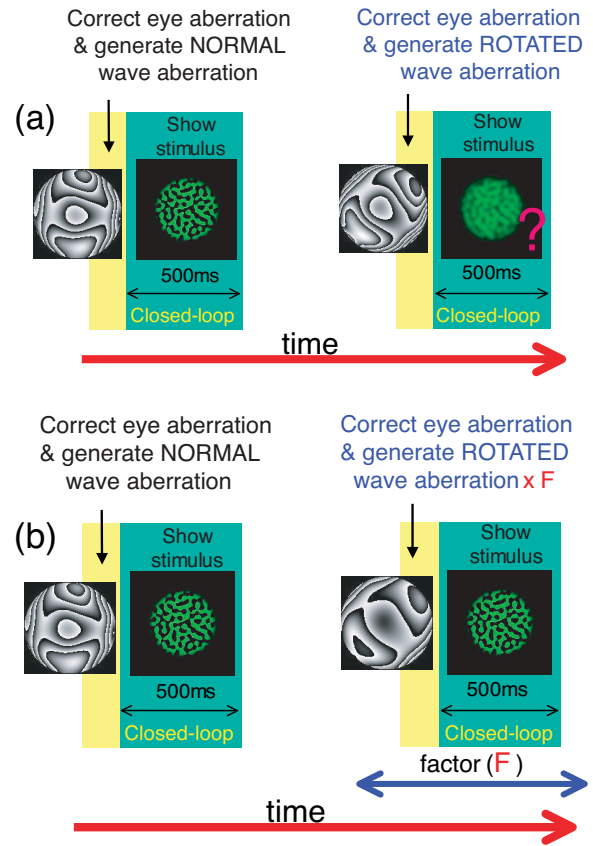 Correct eye aberration
& generate NORMAL
wave aberration
Correct eye aberration
& generate ROTATED
wave aberration
(a)
Show
stimulus
500ms
Closed-loop
Show
stimulus
?
500ms
Closed-loop
time
Correct eye aberration
& generate NORMAL
wave aberration
Correct eye aberration
& generate ROTATED
wave aberration x F
(b)
Show
stimulus
500ms
Closed-loop
Show
stimulus
500ms
Closed-loop
factor (F)
time